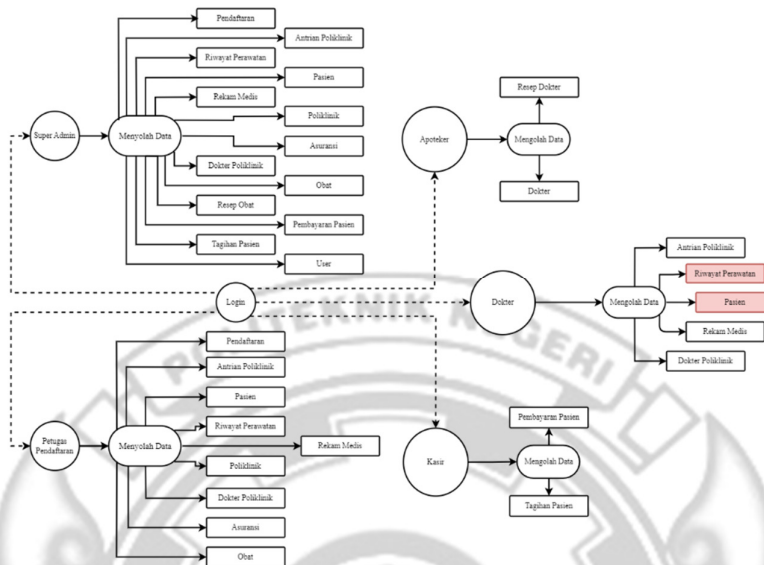 Pendaftaran
Antrian Poliklinik
Riwayat Perawatan
Pasien
Rekam Medis
Poliklinik
Super Admin
Menyolah Data
Asuransi
Dokter Poliklinik
Obat
Resep Obat
Pembayaran Pasien
Tagihan Pasien
User
Resep Dokter
Apoteker
Mengolah Data
Dokter
Login
Dokter
Mengolah Data
Antrian Poliklinik
Riwayat Perawatan
Pasien
Rekam Medis
Dokter Poliklinik
POLITEKNIK NEGERI
Pendaftaran
Antrian Poliklinik
Pasien
Riwayat Perawatan
Petugas
Pendaftaran
Menyolah Data
Rekam Medis
Poliklinik
Dokter Poliklinik
Asuransi
Obat
Pembayaran Pasien
Kasir
Mengolah Data
Tagihan Pasien